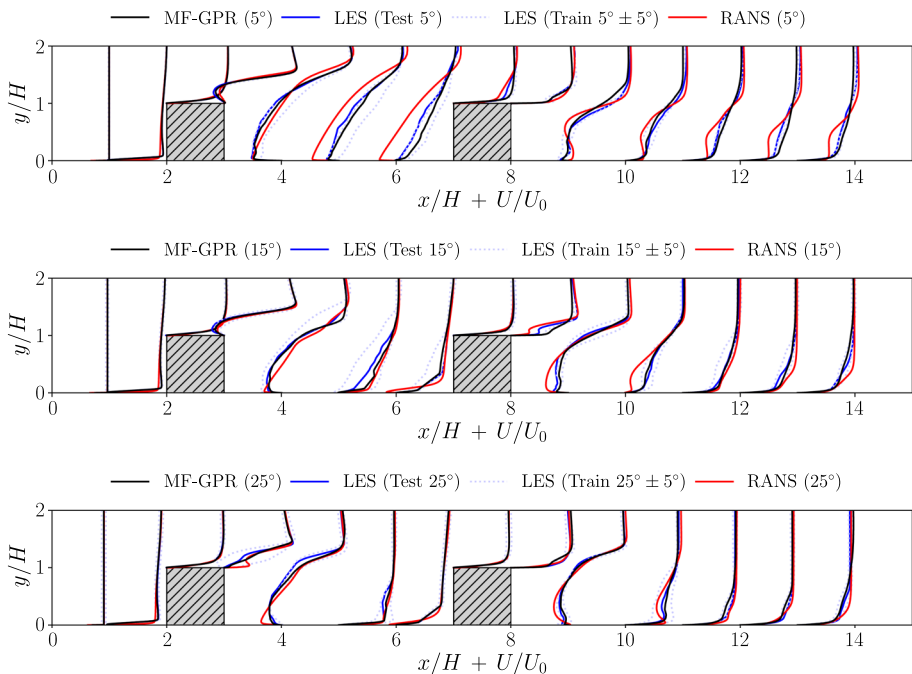 MF-GPR (5°) LES (Test 5°) LES (Train 5° ± 5°) RANS (5°)
2
1
0
y/H
0 2 4 6 8 10 12 14
x/H + U/U₀
MF-GPR (15°) LES (Test 15°) LES (Train 15° ± 5°) RANS (15°)
2
1
0
y/H
0 2 4 6 8 10 12 14
x/H + U/U₀
MF-GPR (25°) LES (Test 25°) LES (Train 25° ± 5°) RANS (25°)
2
1
0
y/H
0 2 4 6 8 10 12 14
x/H + U/U₀